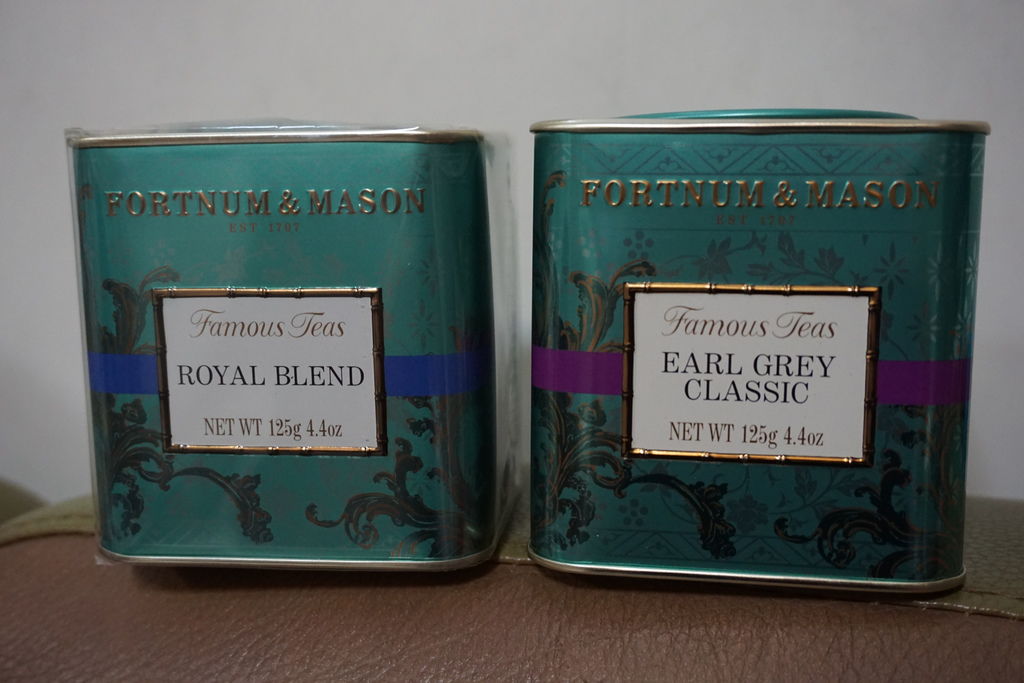 FORTNUM & MASON
EST 1707
Famous Teas
ROYAL BLEND
NET WT 125g 4.4oz
FORTNUM & MASON
EST 1707
Famous Teas
EARL GREY
CLASSIC
NET WT 125g 4.4oz